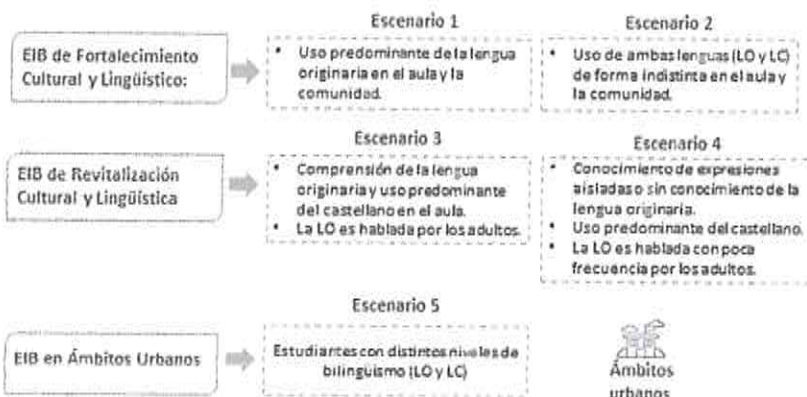 Escenario 1
Escenario 2
EIB de Fortalecimiento
Cultural y Lingüístico:
• Uso predominante de la lengua
originaria en el aula y la
comunidad.
• Uso de ambas lenguas (LO y LC)
de forma indistinta en el aula y
la comunidad.
Escenario 3
Escenario 4
EIB de Revitalización
Cultural y Lingüística
• Comprensión de la lengua
originaria y uso predominante
del castellano en el aula.
• La LO es hablada por los adultos.
• Conocimiento de expresiones
aisladas o sin conocimiento de la
lengua originaria.
• Uso predominante del castellano.
• La LO es hablada con poca
frecuencia por los adultos.
Escenario 5
EIB en Ámbitos Urbanos
Estudiantes con distintos niveles de
bilingüismo (LO y LC)
Ámbitos
urbanos